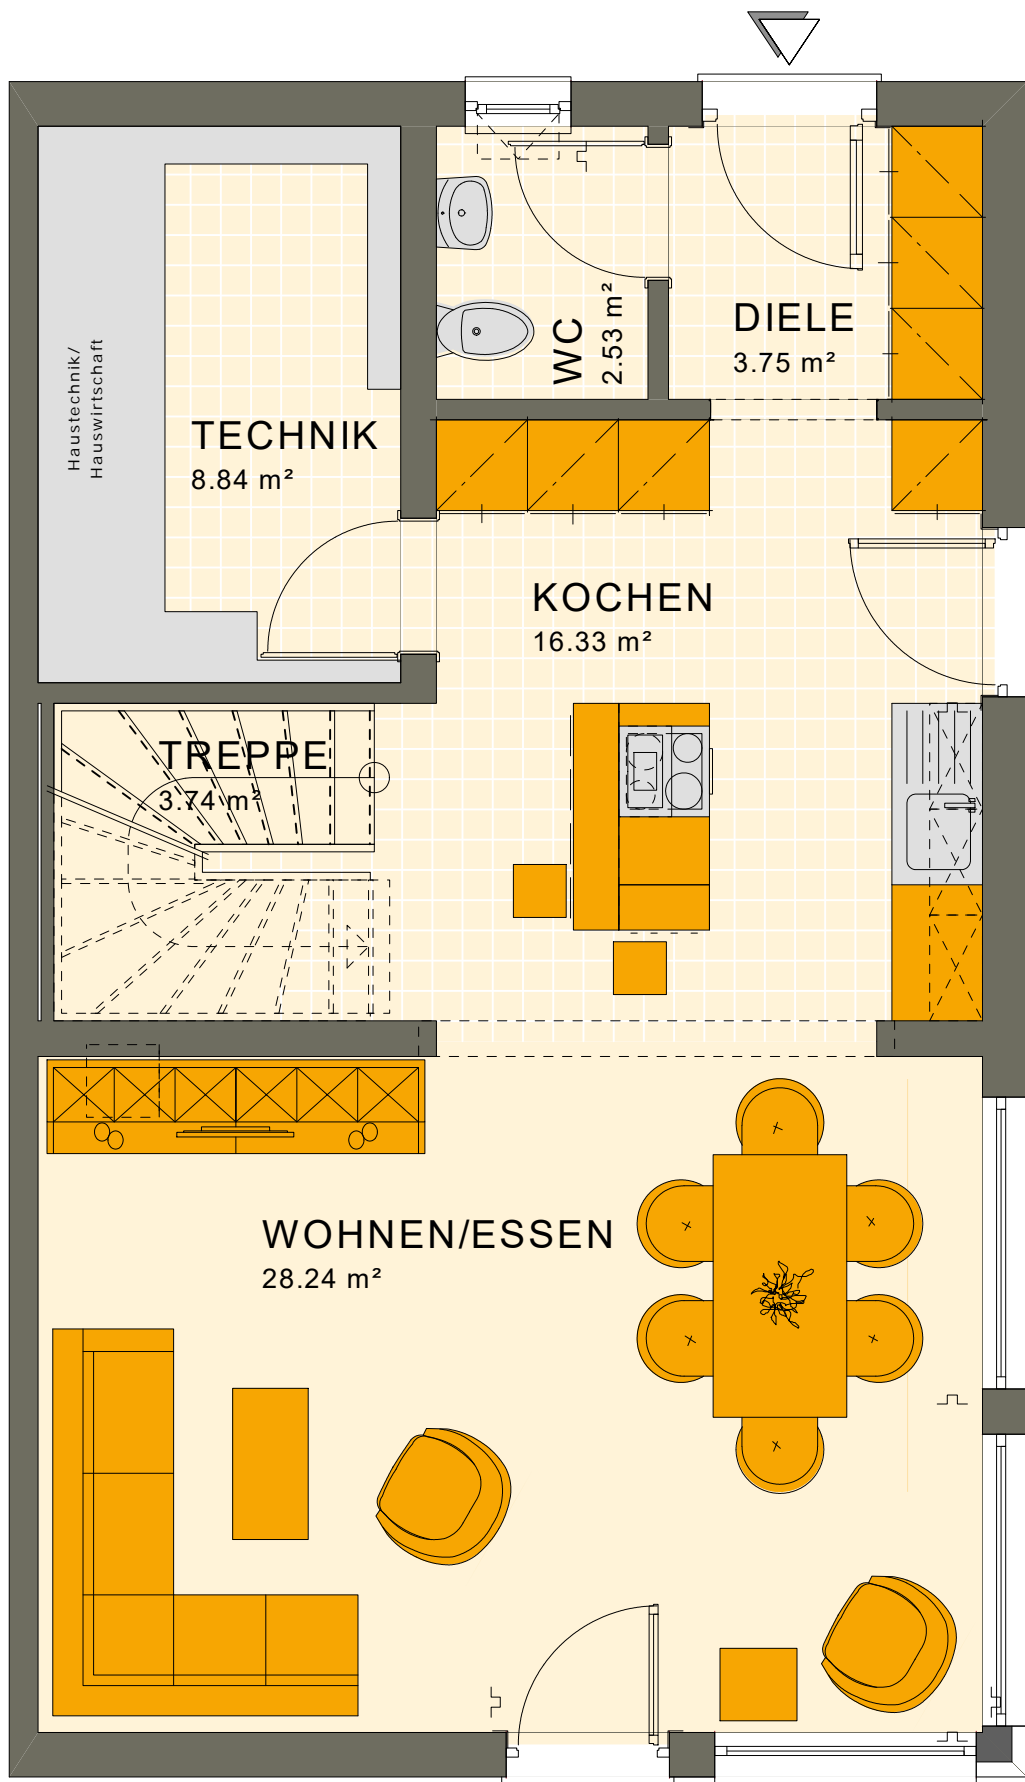 WC
2.53 m²
DIELE
3.75 m²
Haustechnik/
Hauswirtschaft
TECHNIK
8.84 m²
KOCHEN
16.33 m²
TREPPE
3.74 m²
WOHNEN/ESSEN
28.24 m²